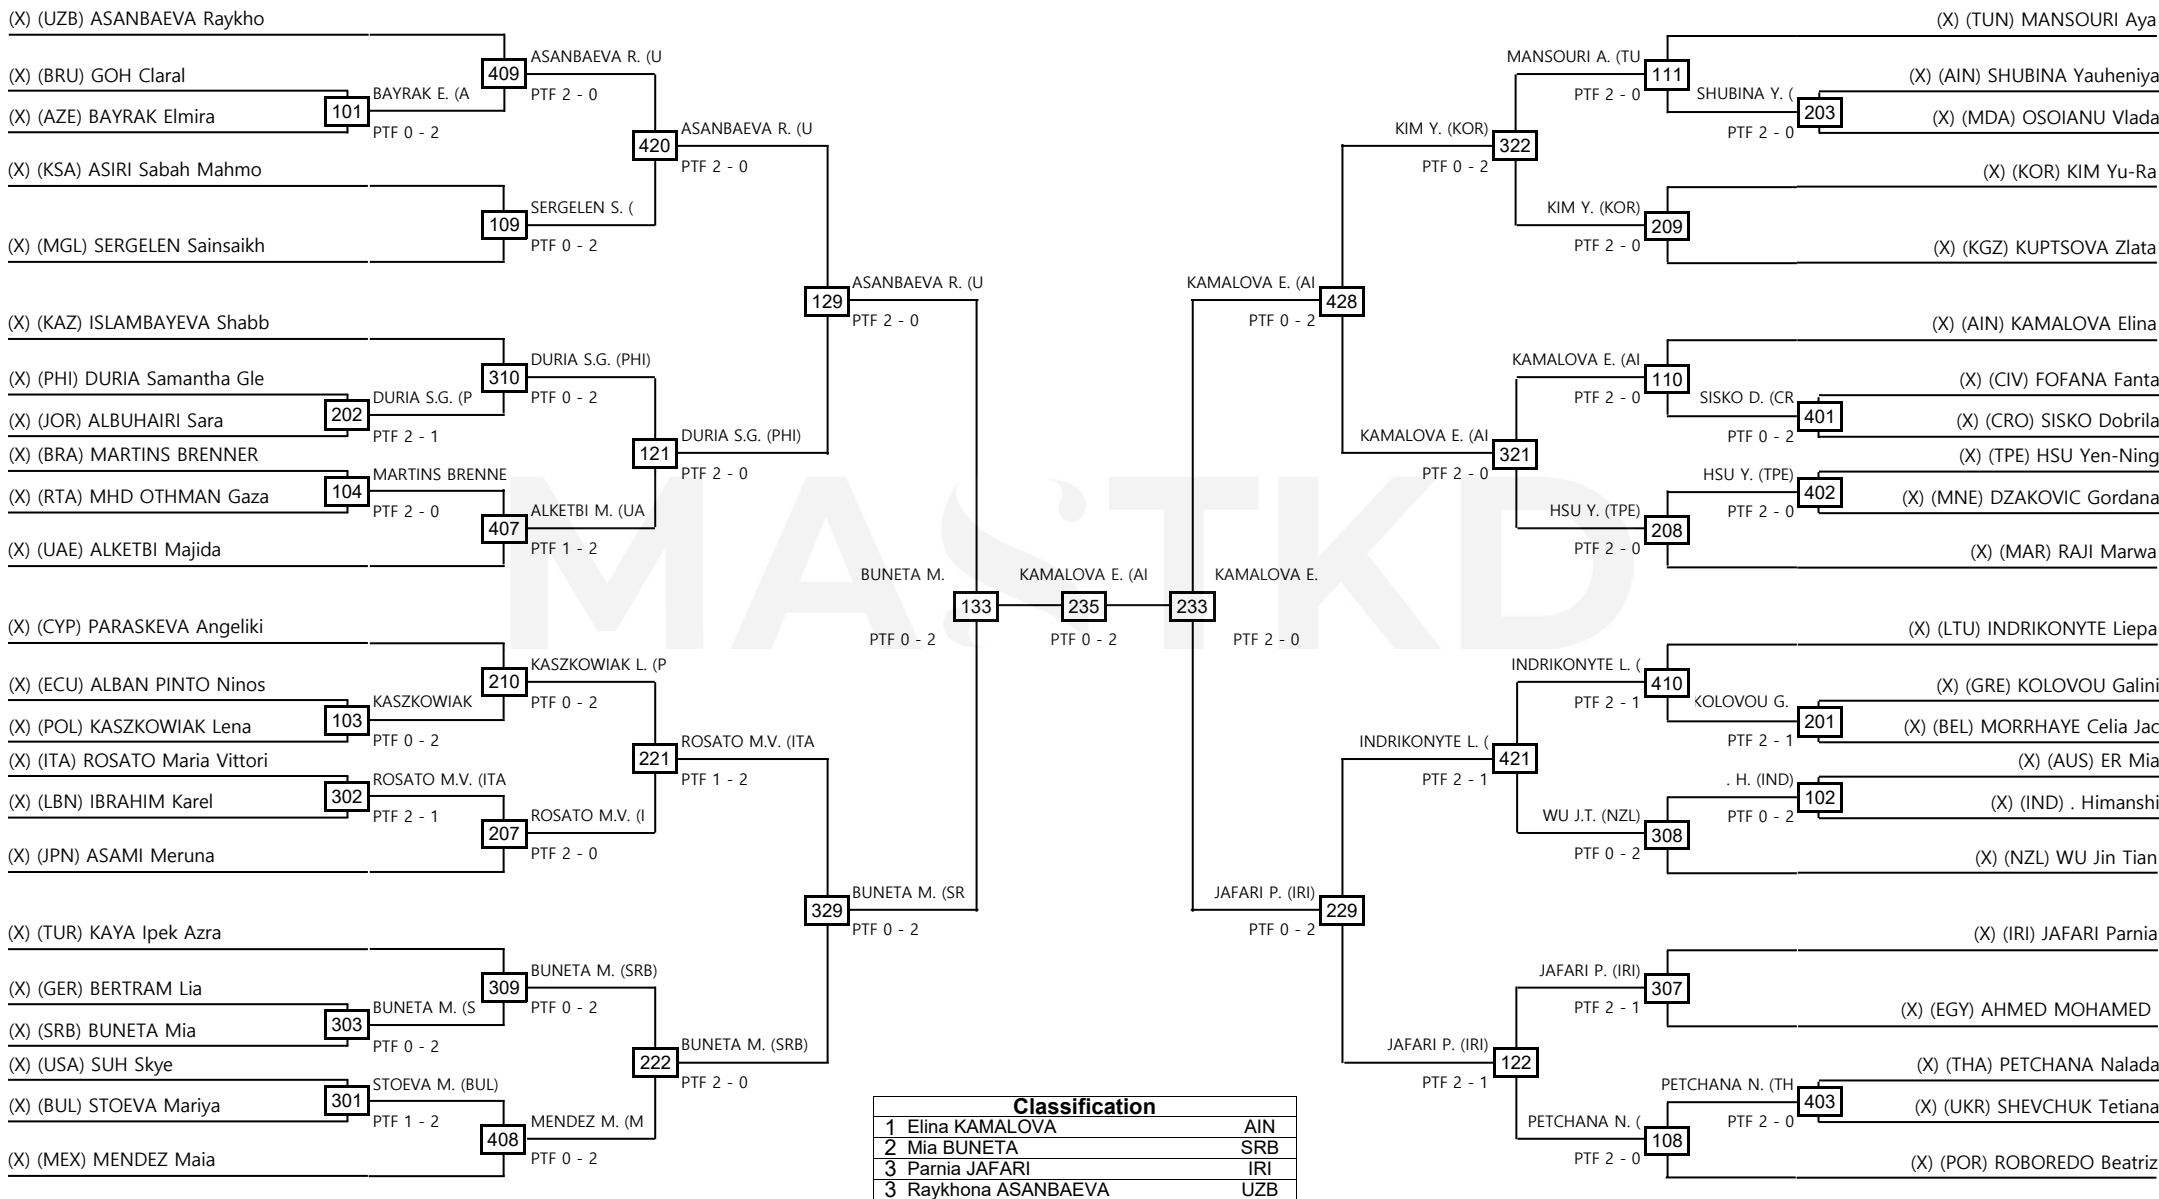 (X) (UZB) ASANBAEVA Raykho
(X) (BRU) GOH Claral
(X) (AZE) BAYRAK Elmira
(X) (KSA) ASIRI Sabah Mahmo
(X) (MGL) SERGELEN Sainsaikh
(X) (KAZ) ISLAMBAYEVA Shabb
(X) (PHI) DURIA Samantha Gle
(X) (JOR) ALBUHAIRI Sara
(X) (BRA) MARTINS BRENNER
(X) (RTA) MHD OTHMAN Gaza
(X) (UAE) ALKETBI Majida
(X) (CYP) PARASKEVA Angeliki
(X) (ECU) ALBAN PINTO Ninos
(X) (POL) KASZKOWIAK Lena
(X) (ITA) ROSATO Maria Vittori
(X) (LBN) IBRAHIM Karel
(X) (JPN) ASAMI Meruna
(X) (TUR) KAYA Ipek Azra
(X) (GER) BERTRAM Lia
(X) (SRB) BUNETA Mia
(X) (USA) SUH Skye
(X) (BUL) STOEVA Mariya
(X) (MEX) MENDEZ Maia
101
BAYRAK E. (A
PTF 0 - 2
202
DURIA S.G. (P
PTF 2 - 1
104
MARTINS BRENNE
PTF 2 - 0
103
KASZKOWIAK
PTF 0 - 2
302
ROSATO M.V. (ITA
PTF 2 - 1
303
BUNETA M. (S
PTF 0 - 2
301
STOEVA M. (BUL)
PTF 1 - 2
409
ASANBAEVA R. (U
PTF 2 - 0
109
SERGELEN S. (
PTF 0 - 2
310
DURIA S.G. (PHI)
PTF 0 - 2
407
ALKETBI M. (UA
PTF 1 - 2
210
KASZKOWIAK L. (P
PTF 0 - 2
207
ROSATO M.V. (I
PTF 2 - 0
309
BUNETA M. (SRB)
PTF 0 - 2
408
MENDEZ M. (M
PTF 0 - 2
420
ASANBAEVA R. (U
PTF 2 - 0
121
DURIA S.G. (PHI)
PTF 2 - 0
221
ROSATO M.V. (ITA
PTF 1 - 2
222
BUNETA M. (SRB)
PTF 2 - 0
129
ASANBAEVA R. (U
PTF 2 - 0
329
BUNETA M. (SR
PTF 0 - 2
MASTKD
BUNETA M.
133
PTF 0 - 2
KAMALOVA E. (AI
235
PTF 0 - 2
KAMALOVA E.
233
PTF 2 - 0
KAMALOVA E. (AI
428
PTF 0 - 2
JAFARI P. (IRI)
229
PTF 0 - 2
KIM Y. (KOR)
322
PTF 0 - 2
KAMALOVA E. (AI
321
PTF 2 - 0
INDRIKONYTE L. (
421
PTF 2 - 1
JAFARI P. (IRI)
122
PTF 2 - 1
MANSOURI A. (TU
111
PTF 2 - 0
KIM Y. (KOR)
209
PTF 2 - 0
KAMALOVA E. (AI
110
PTF 2 - 0
HSU Y. (TPE)
208
PTF 2 - 0
INDRIKONYTE L. (
410
PTF 2 - 1
WU J.T. (NZL)
308
PTF 0 - 2
JAFARI P. (IRI)
307
PTF 2 - 1
PETCHANA N. (
108
PTF 2 - 0
SHUBINA Y. (
203
PTF 2 - 0
SISKO D. (CR
401
PTF 0 - 2
HSU Y. (TPE)
402
PTF 2 - 0
KOLOVOU G.
201
PTF 2 - 1
. H. (IND)
102
PTF 0 - 2
PETCHANA N. (TH
403
PTF 2 - 0
(X) (TUN) MANSOURI Aya
(X) (AIN) SHUBINA Yauheniya
(X) (MDA) OSOIANU Vlada
(X) (KOR) KIM Yu-Ra
(X) (KGZ) KUPTSOVA Zlata
(X) (AIN) KAMALOVA Elina
(X) (CIV) FOFANA Fanta
(X) (CRO) SISKO Dobrila
(X) (TPE) HSU Yen-Ning
(X) (MNE) DZAKOVIC Gordana
(X) (MAR) RAJI Marwa
(X) (LTU) INDRIKONYTE Liepa
(X) (GRE) KOLOVOU Galini
(X) (BEL) MORRHAYE Celia Jac
(X) (AUS) ER Mia
(X) (IND) . Himanshi
(X) (NZL) WU Jin Tian
(X) (IRI) JAFARI Parnia
(X) (EGY) AHMED MOHAMED
(X) (THA) PETCHANA Nalada
(X) (UKR) SHEVCHUK Tetiana
(X) (POR) ROBOREDO Beatriz
Classification
1 Elina KAMALOVA AIN
2 Mia BUNETA SRB
3 Parnia JAFARI IRI
3 Raykhona ASANBAEVA UZB